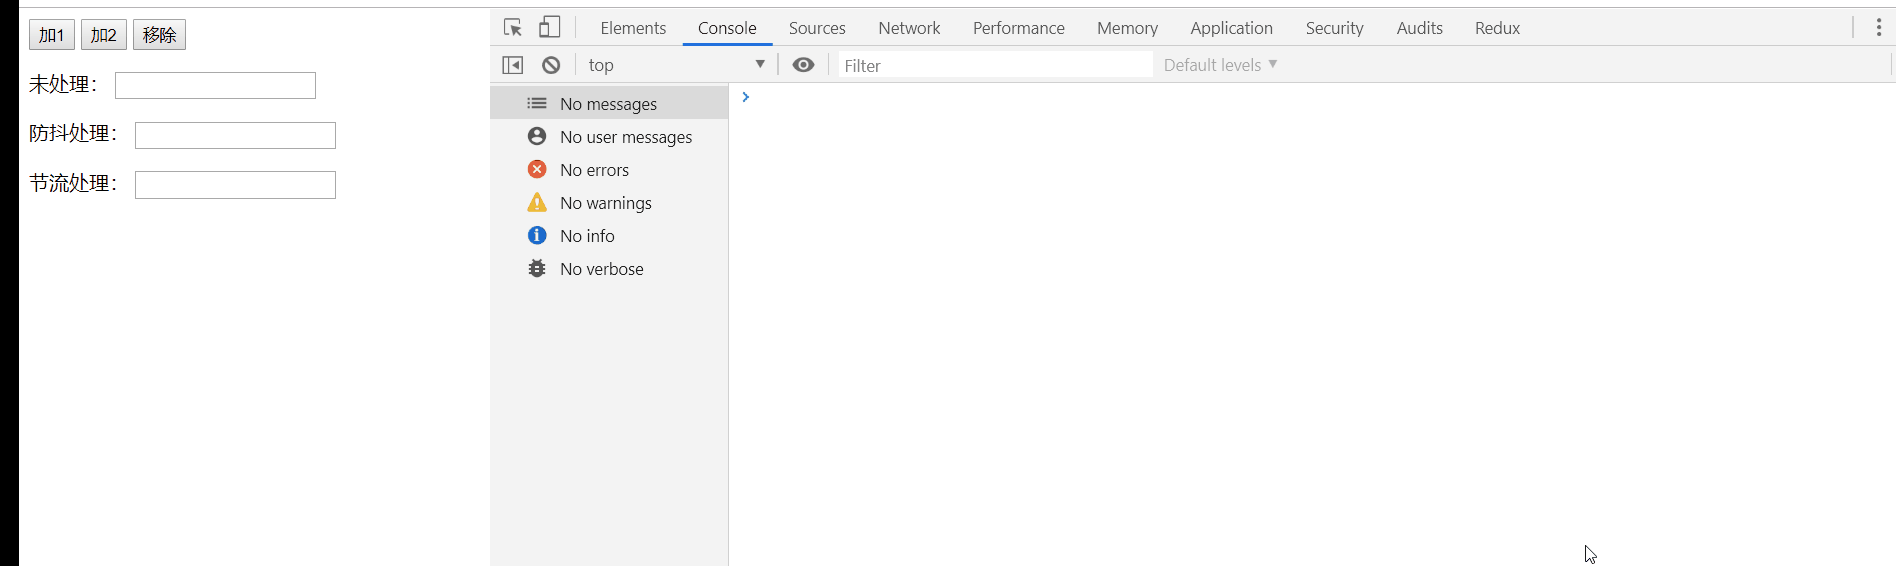 加1 加2 移除
未处理：
防抖处理：
节流处理：
Elements Console Sources Network Performance Memory Application Security Audits Redux
top Filter Default levels
No messages
No user messages
No errors
No warnings
No info
No verbose